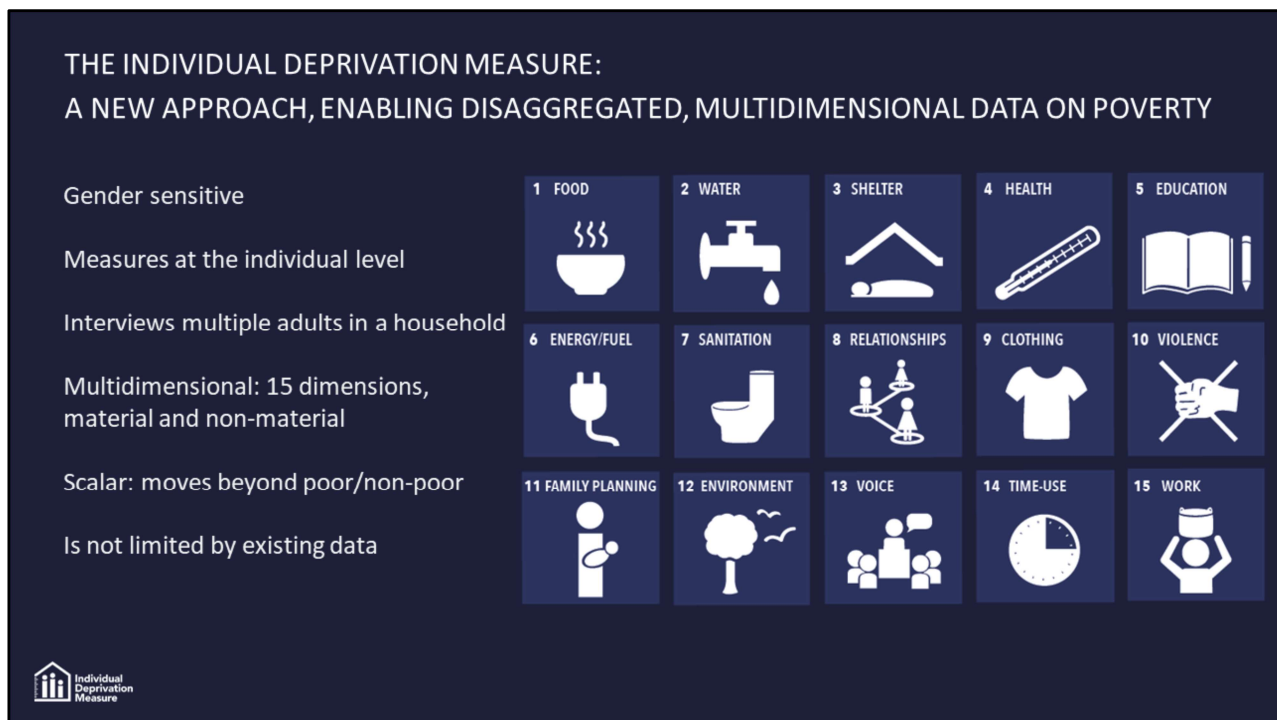 THE INDIVIDUAL DEPRIVATION MEASURE:
A NEW APPROACH, ENABLING DISAGGREGATED, MULTIDIMENSIONAL DATA ON POVERTY
Gender sensitive
Measures at the individual level
Interviews multiple adults in a household
Multidimensional: 15 dimensions,
material and non-material
Scalar: moves beyond poor/non-poor
Is not limited by existing data
1 FOOD
2 WATER
3 SHELTER
4 HEALTH
5 EDUCATION
6 ENERGY/FUEL
7 SANITATION
8 RELATIONSHIPS
9 CLOTHING
10 VIOLENCE
11 FAMILY PLANNING
12 ENVIRONMENT
13 VOICE
14 TIME-USE
15 WORK
Individual
Deprivation
Measure